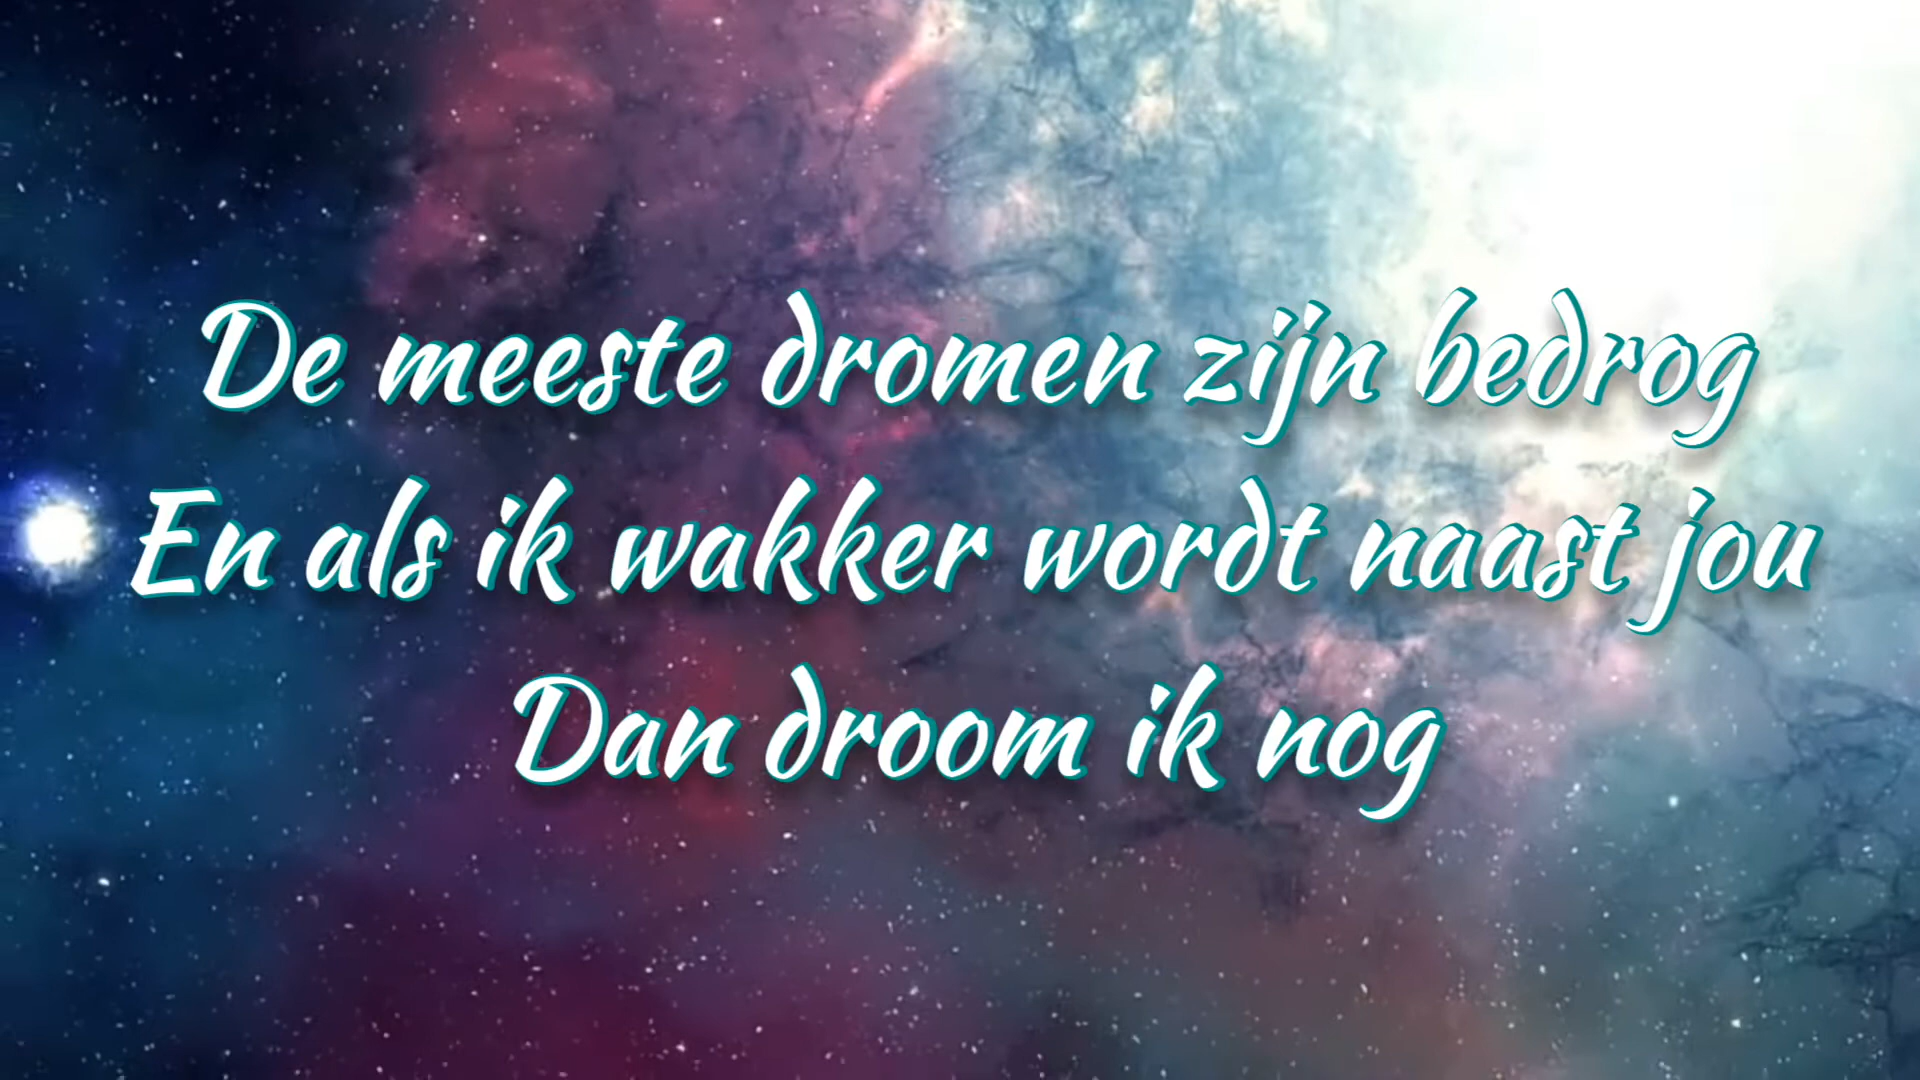 De meeste dromen zijn bedrog
En als ik wakker wordt naast jou
Dan droom ik nog